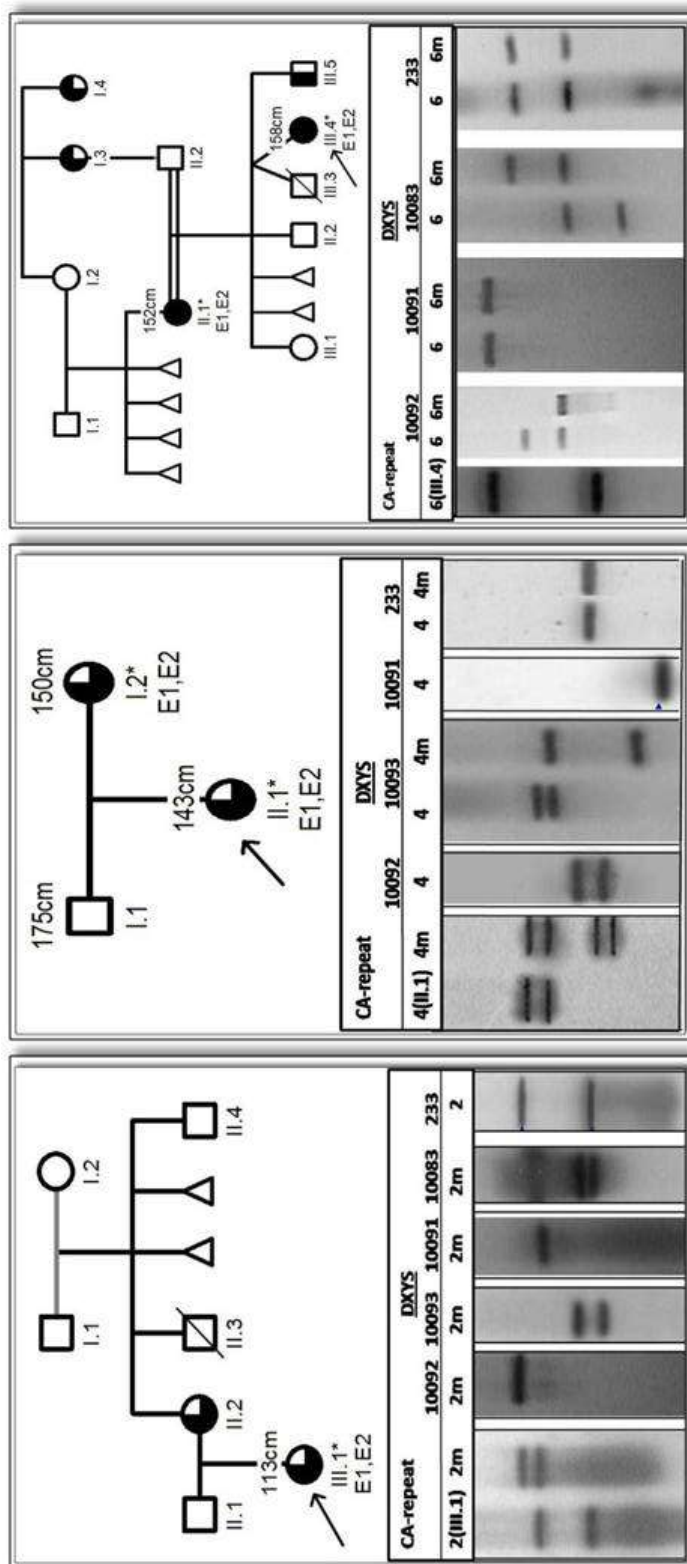 I.1 I.2
II.1 II.2 II.3 II.4
113cm
III.1*
E1,E2
CA-repeat DXYS
10092 10093 10091 10083 233
2(III.1) 2m 2m 2m 2m 2m 2
175cm 150cm
I.1 I.2*
E1,E2
143cm
II.1*
E1,E2
CA-repeat DXYS
10092 10093 10091 233
4(II.1) 4m 4 4 4m 4 4 4m
I.1 I.2 I.3 I.4
152cm
II.1* II.2
E1,E2
158cm
III.1 II.2 III.3 III.4* III.5
E1,E2
CA-repeat DXYS
10092 10091 10083 233
6(III.4) 6 6m 6 6m 6 6m 6 6m